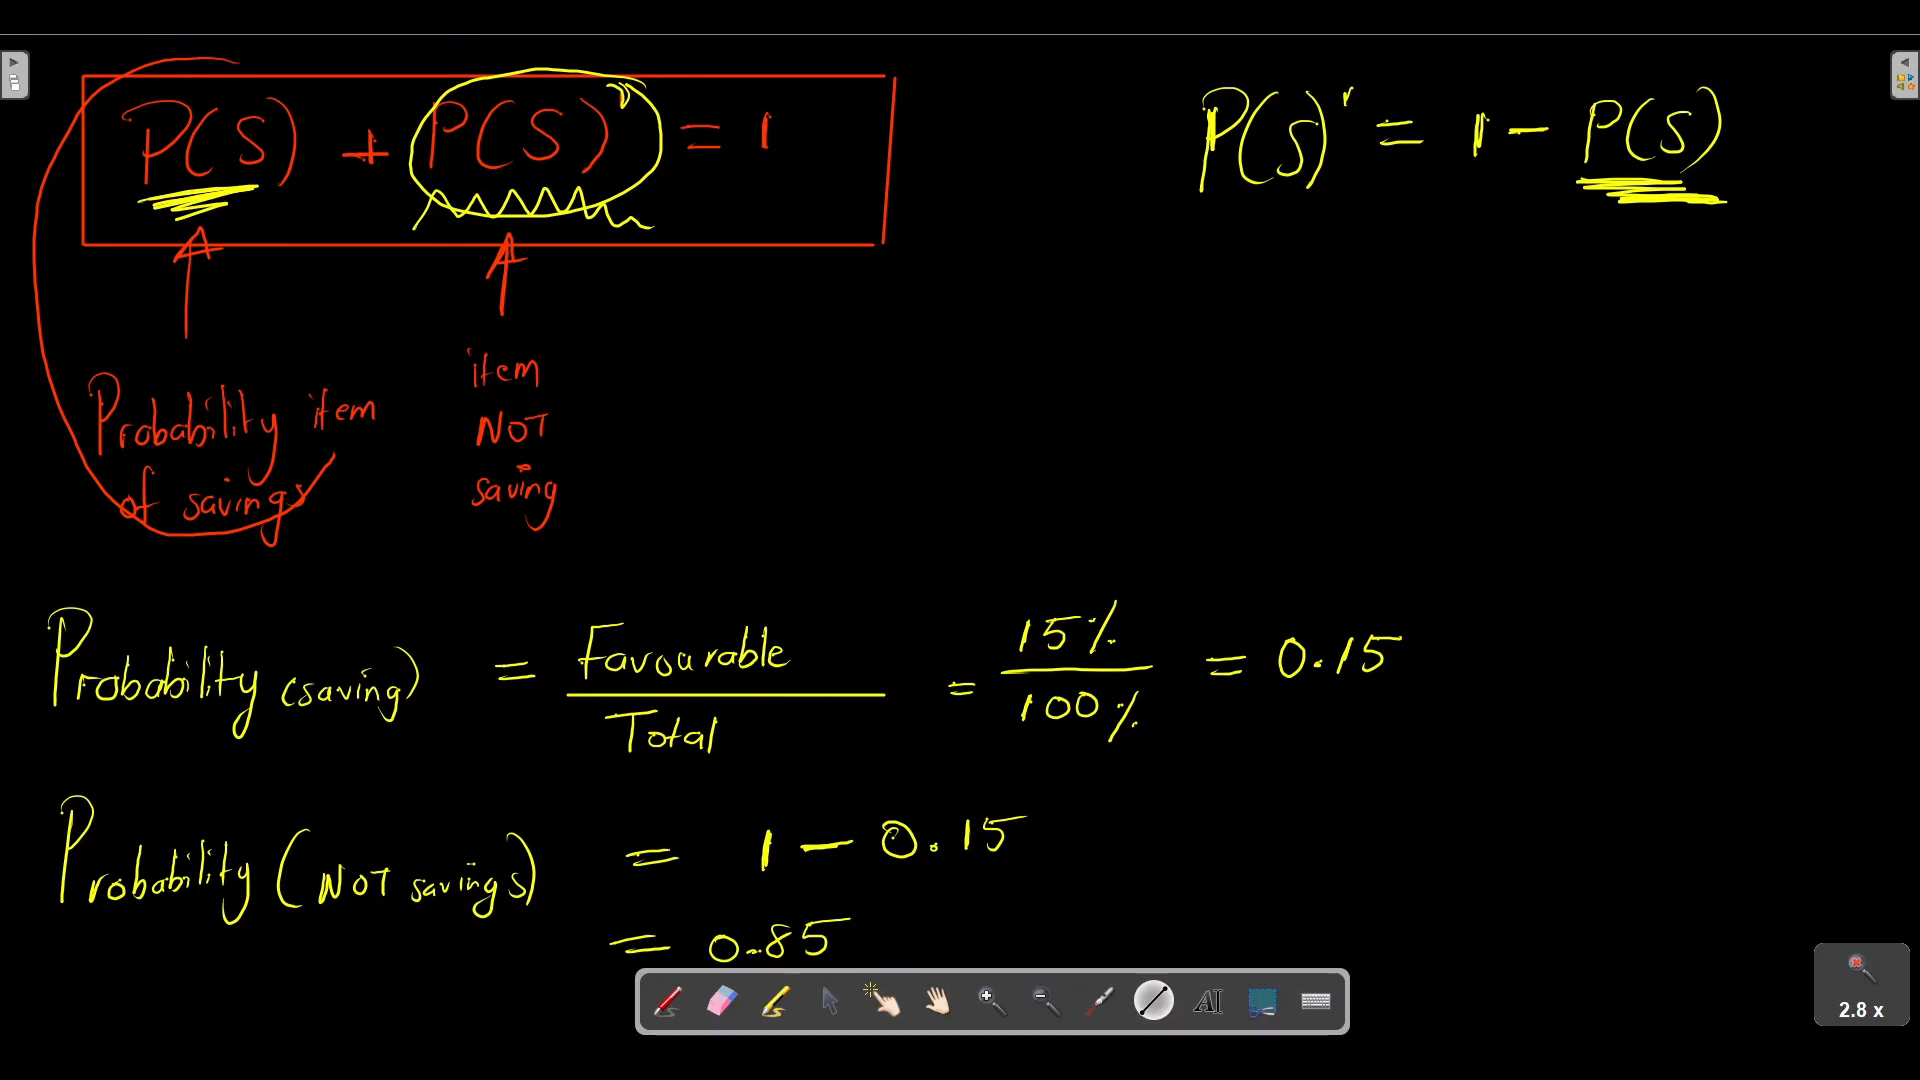 P(S) + P(S)' = 1
P(S)' = 1 - P(S)
Probability item
of savings
item
NOT
saving
Probability (saving) = Favourable / Total = 15% / 100% = 0.15
Probability (NOT savings) = 1 - 0.15
= 0.85
AI
2.8 x